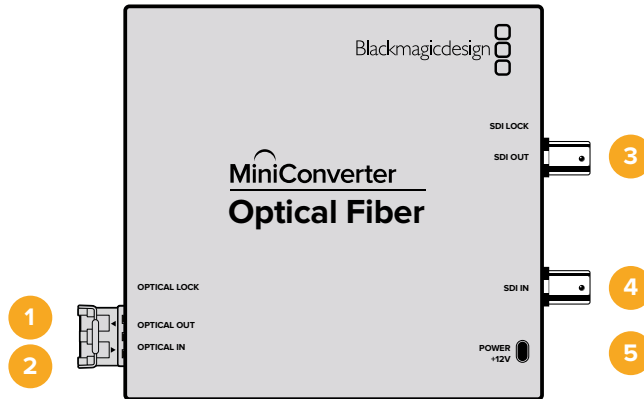 Blackmagicdesign
SDI LOCK
SDI OUT
3
MiniConverter
Optical Fiber
OPTICAL LOCK
SDI IN
4
1
OPTICAL OUT
2
OPTICAL IN
POWER
+12V
5